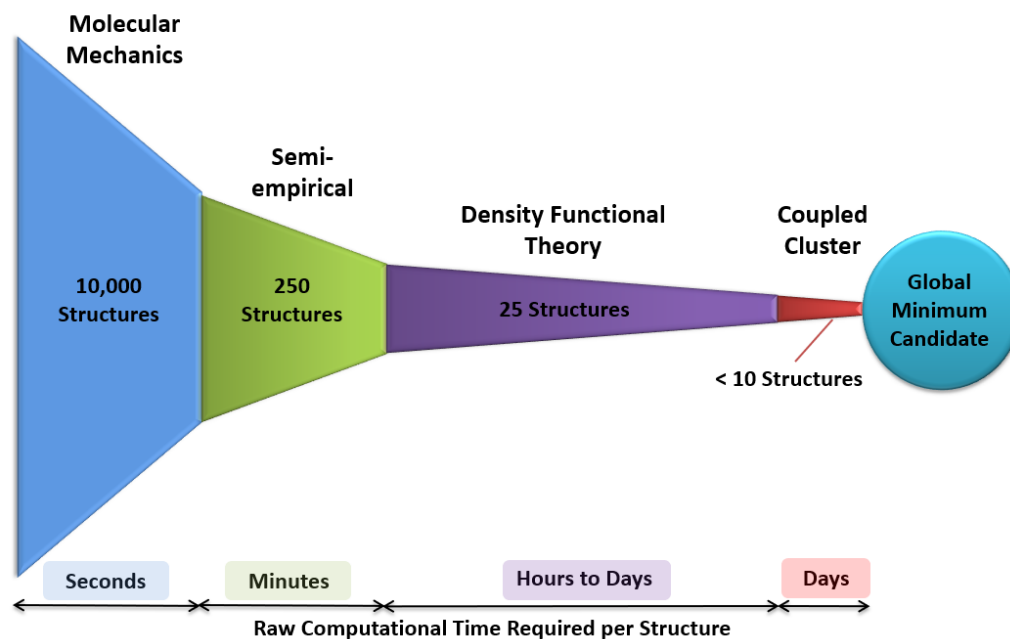 Molecular
Mechanics
Semi-
empirical
Density Functional
Theory
Coupled
Cluster
10,000
Structures
250
Structures
25 Structures
< 10 Structures
Global
Minimum
Candidate
Seconds
Minutes
Hours to Days
Days
Raw Computational Time Required per Structure